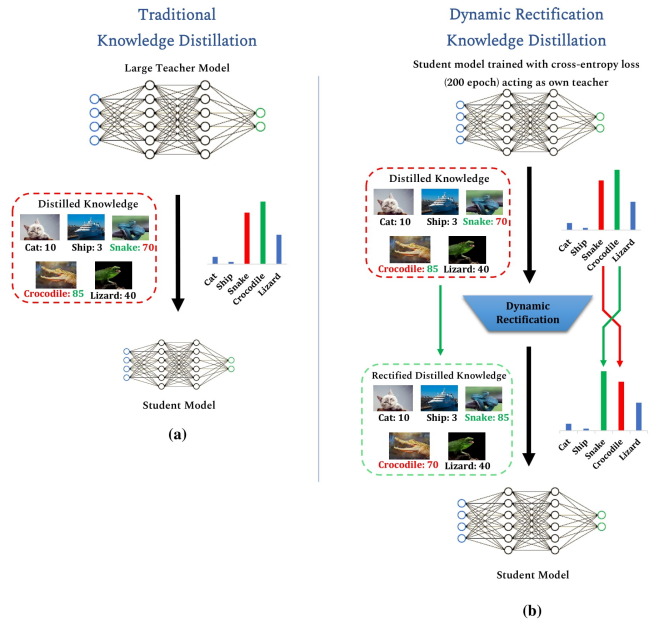 Traditional
Knowledge Distillation
Large Teacher Model
Distilled Knowledge
Cat: 10
Ship: 3
Snake: 70
Crocodile: 85
Lizard: 40
Cat
Ship
Snake
Crocodile
Lizard
Student Model
(a)
Dynamic Rectification
Knowledge Distillation
Student model trained with cross-entropy loss
(200 epoch) acting as own teacher
Distilled Knowledge
Cat: 10
Ship: 3
Snake: 70
Crocodile: 85
Lizard: 40
Cat
Ship
Snake
Crocodile
Lizard
Dynamic
Rectification
Rectified Distilled Knowledge
Cat: 10
Ship: 3
Snake: 85
Crocodile: 70
Lizard: 40
Cat
Ship
Snake
Crocodile
Lizard
Student Model
(b)